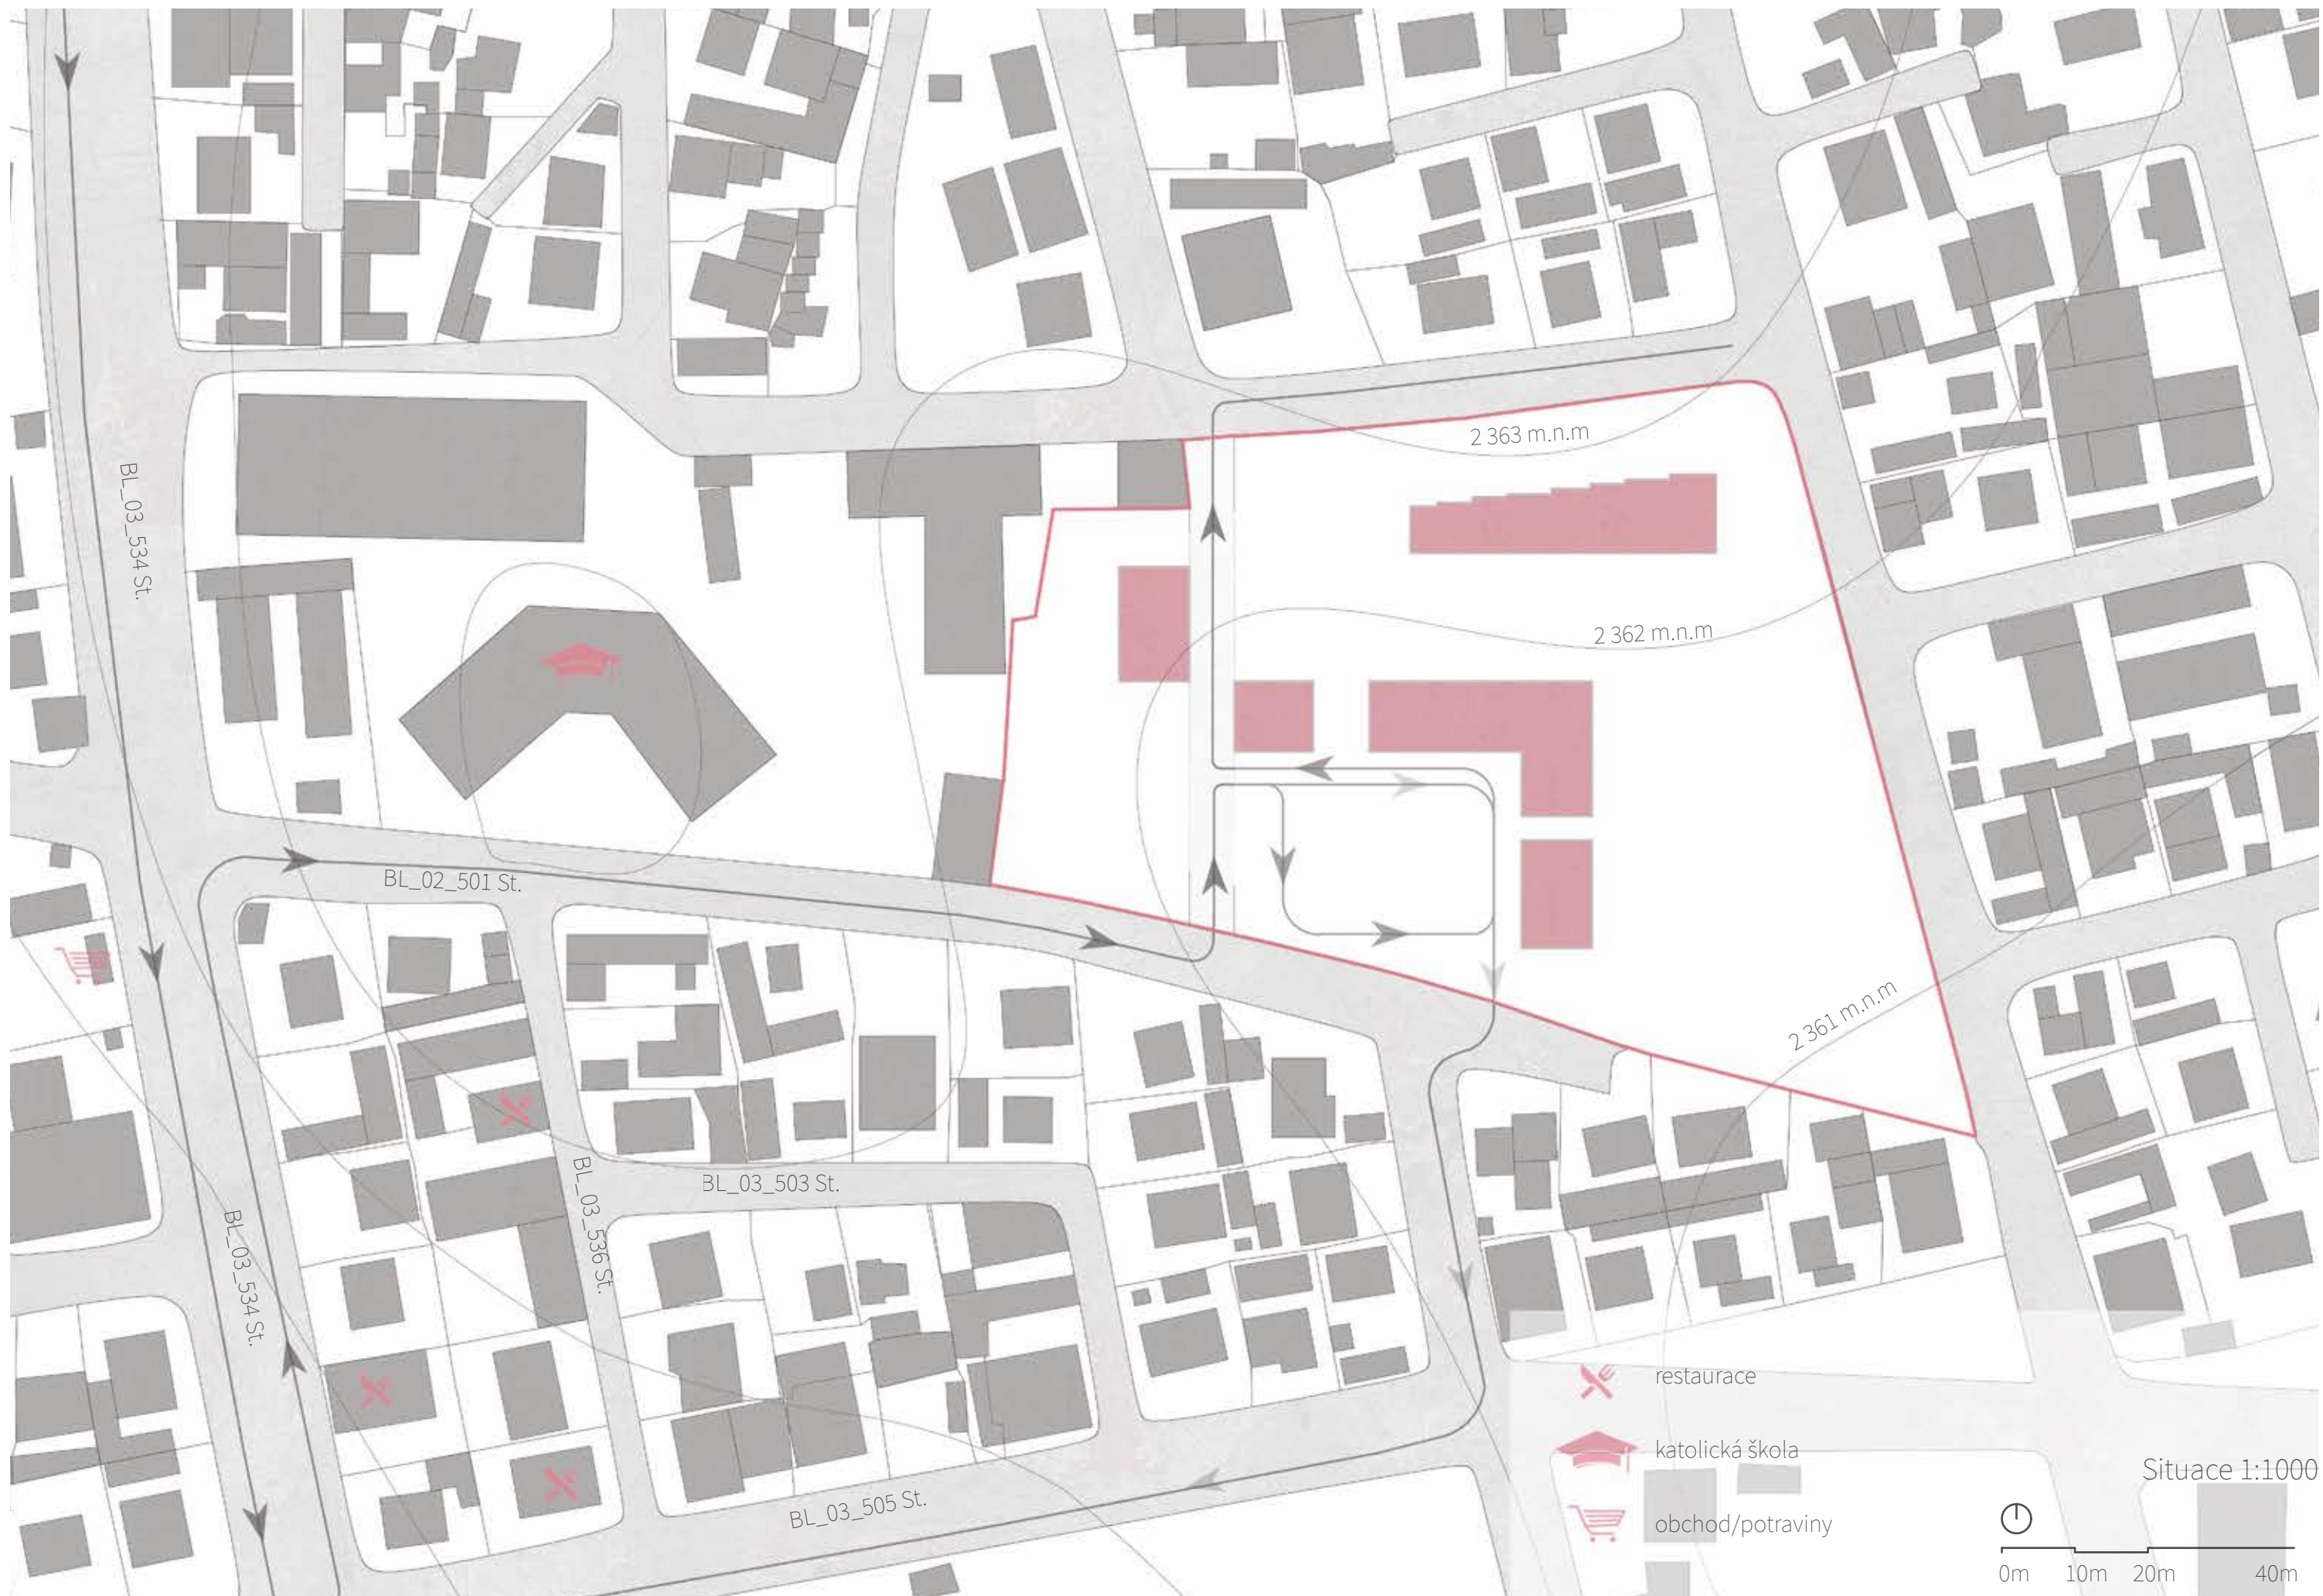 2 363 m.n.m
BL_03_534 St.
2 362 m.n.m
BL_02_501 St.
2 361 m.n.m
BL_03_503 St.
BL_03_536 St.
BL_03_534 St.
BL_03_505 St.
restaurace
katolická škola
obchod/potraviny
Situace 1:1000
0m 10m 20m 40m